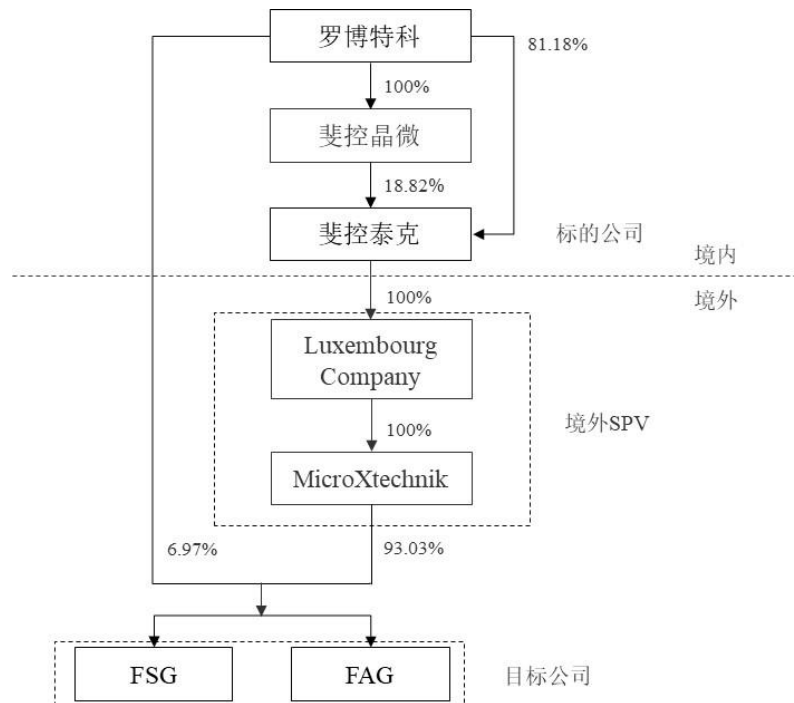 罗博特科
81.18%
100%
斐控晶微
18.82%
斐控泰克
标的公司
境内
100%
境外
Luxembourg
Company
100%
境外SPV
MicroXtechnik
6.97%
93.03%
FSG
FAG
目标公司